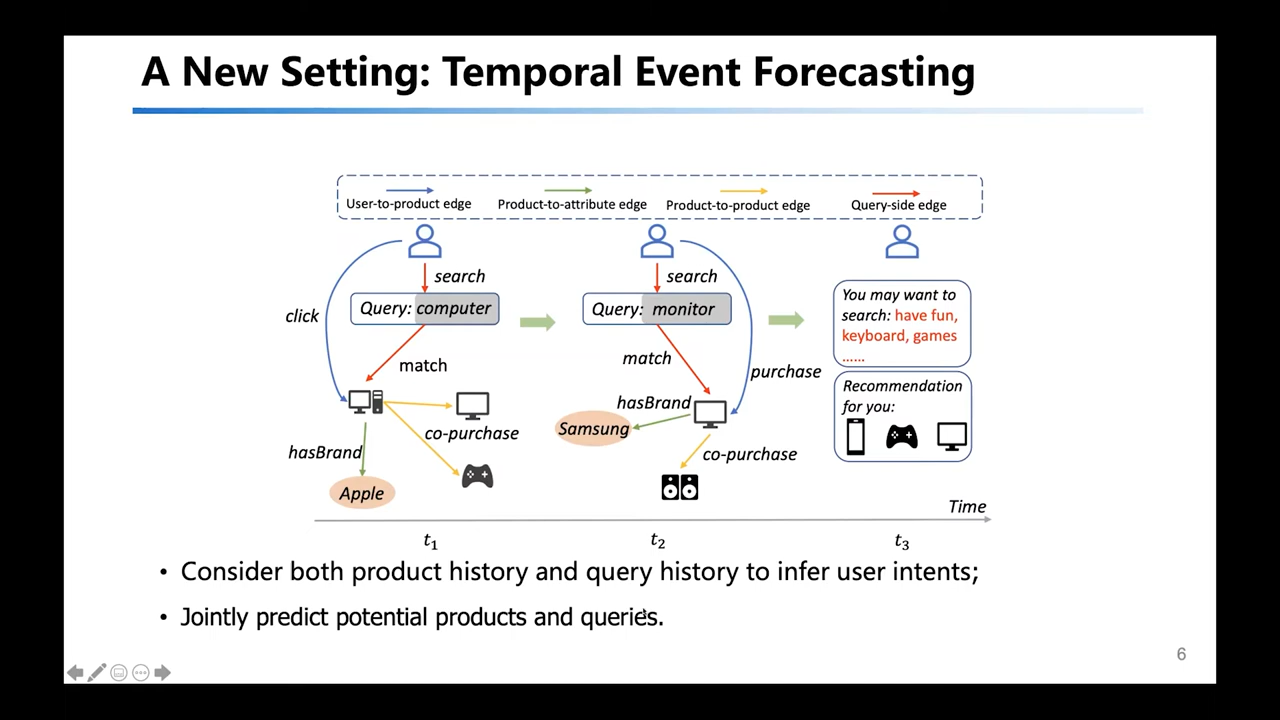 A New Setting: Temporal Event Forecasting
User-to-product edge
Product-to-attribute edge
Product-to-product edge
Query-side edge
search
search
click
Query: computer
Query: monitor
You may want to
search: have fun,
keyboard, games
......
match
match
purchase
Recommendation
for you:
hasBrand
co-purchase
Samsung
hasBrand
co-purchase
Apple
Time
t₁
t₂
t₃
• Consider both product history and query history to infer user intents;
• Jointly predict potential products and queries.
6